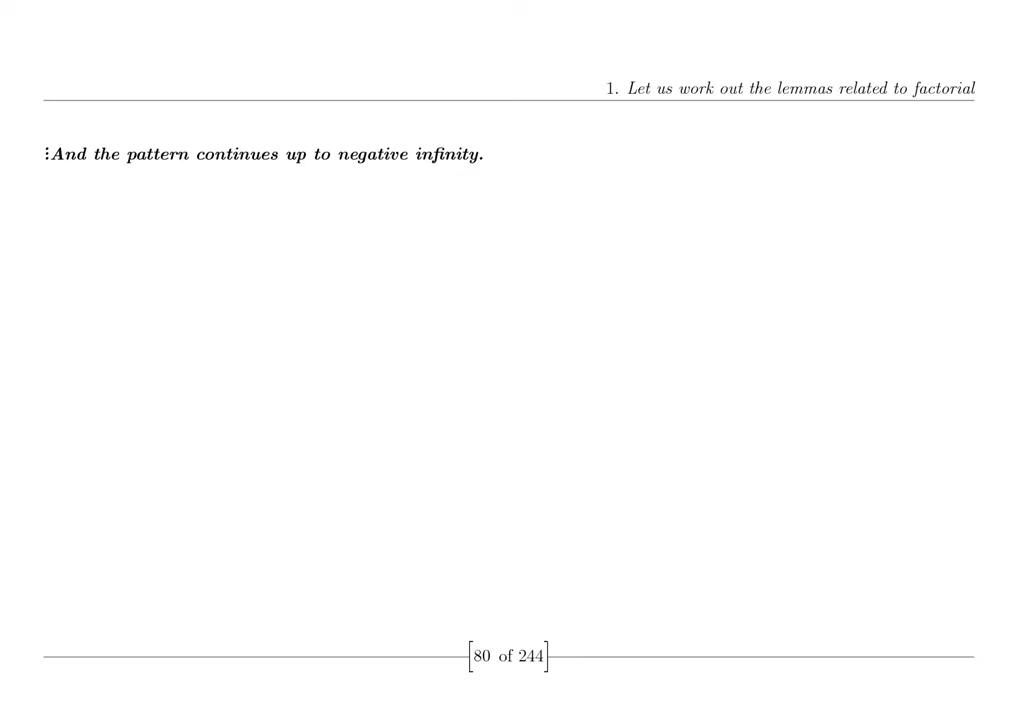 1. Let us work out the lemmas related to factorial
⋮And the pattern continues up to negative infinity.
[80 of 244]